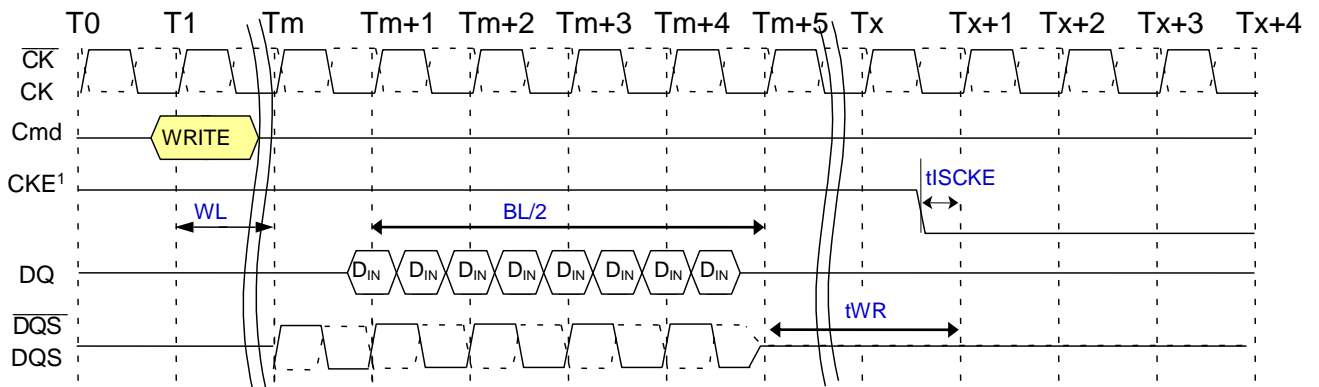 T0 T1 Tm Tm+1 Tm+2 Tm+3 Tm+4 Tm+5 Tx Tx+1 Tx+2 Tx+3 Tx+4
CK
CK
Cmd WRITE
CKE¹ tISCKE
WL BL/2
DQ DIN DIN DIN DIN DIN DIN DIN DIN
DQS tWR
DQS